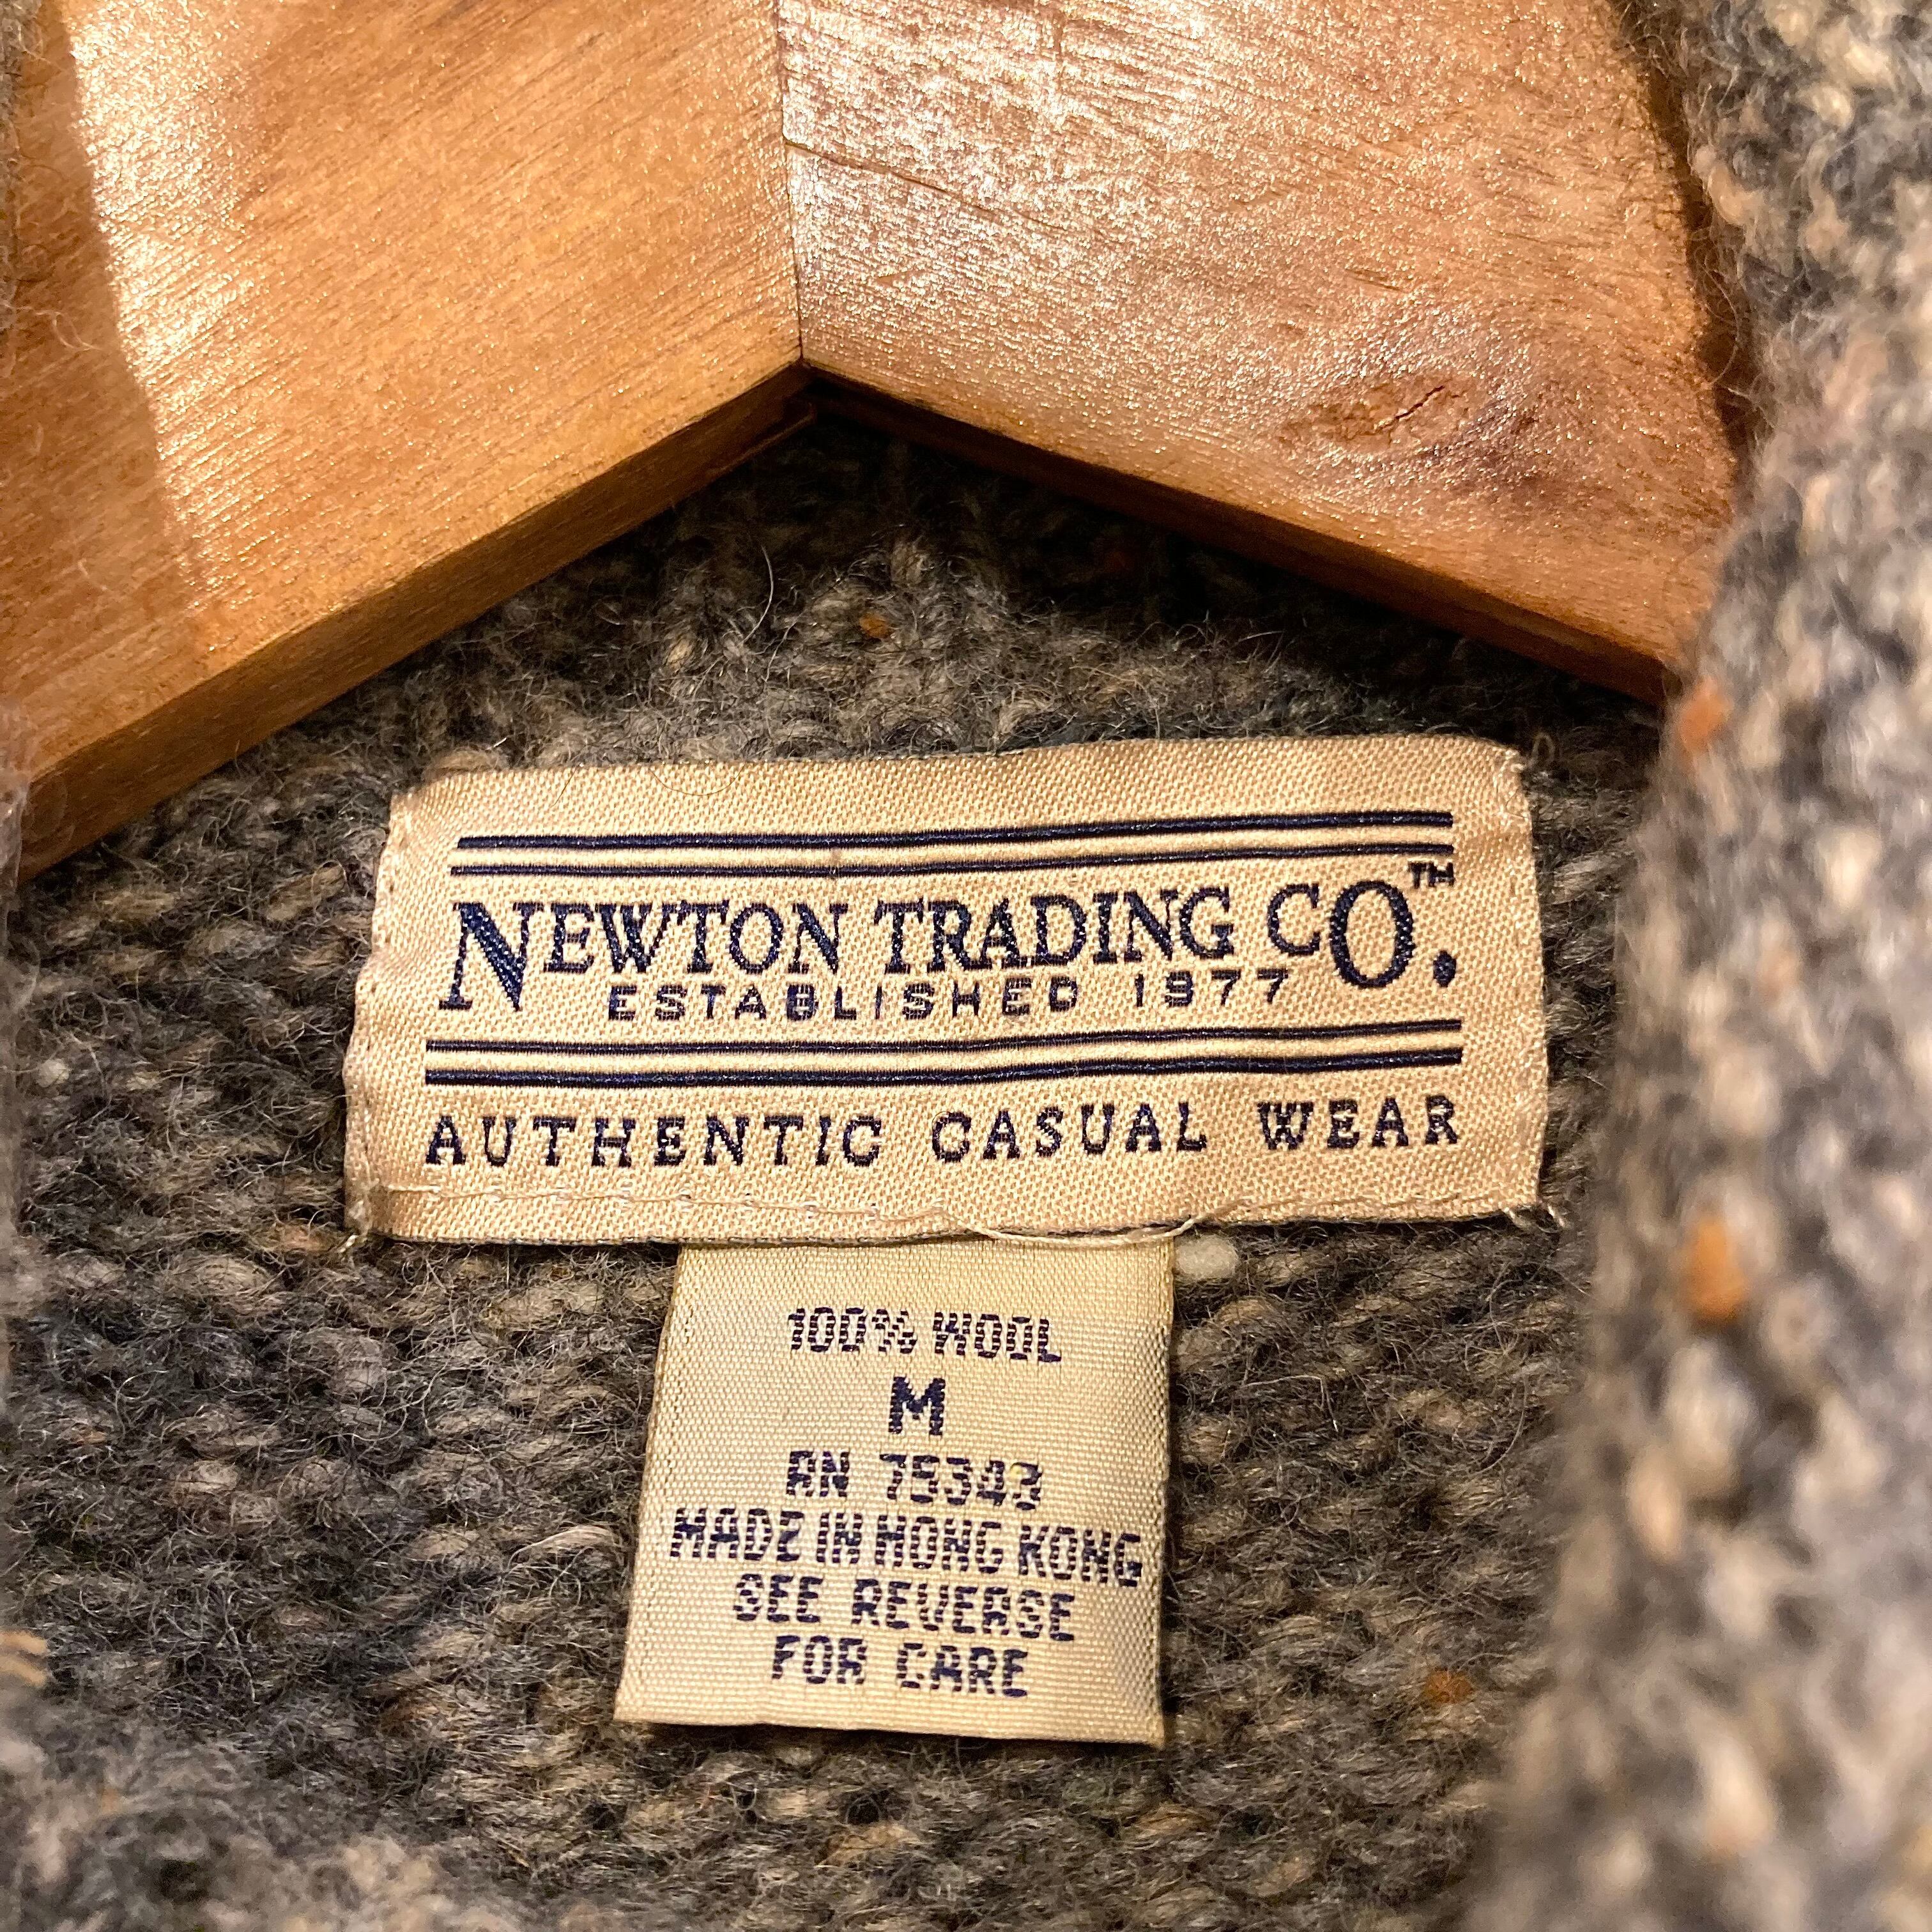 NEWTON TRADING CO.™
ESTABLISHED 1977
AUTHENTIC CASUAL WEAR
100% WOOL
M
RN 75343
MADE IN HONG KONG
SEE REVERSE
FOR CARE